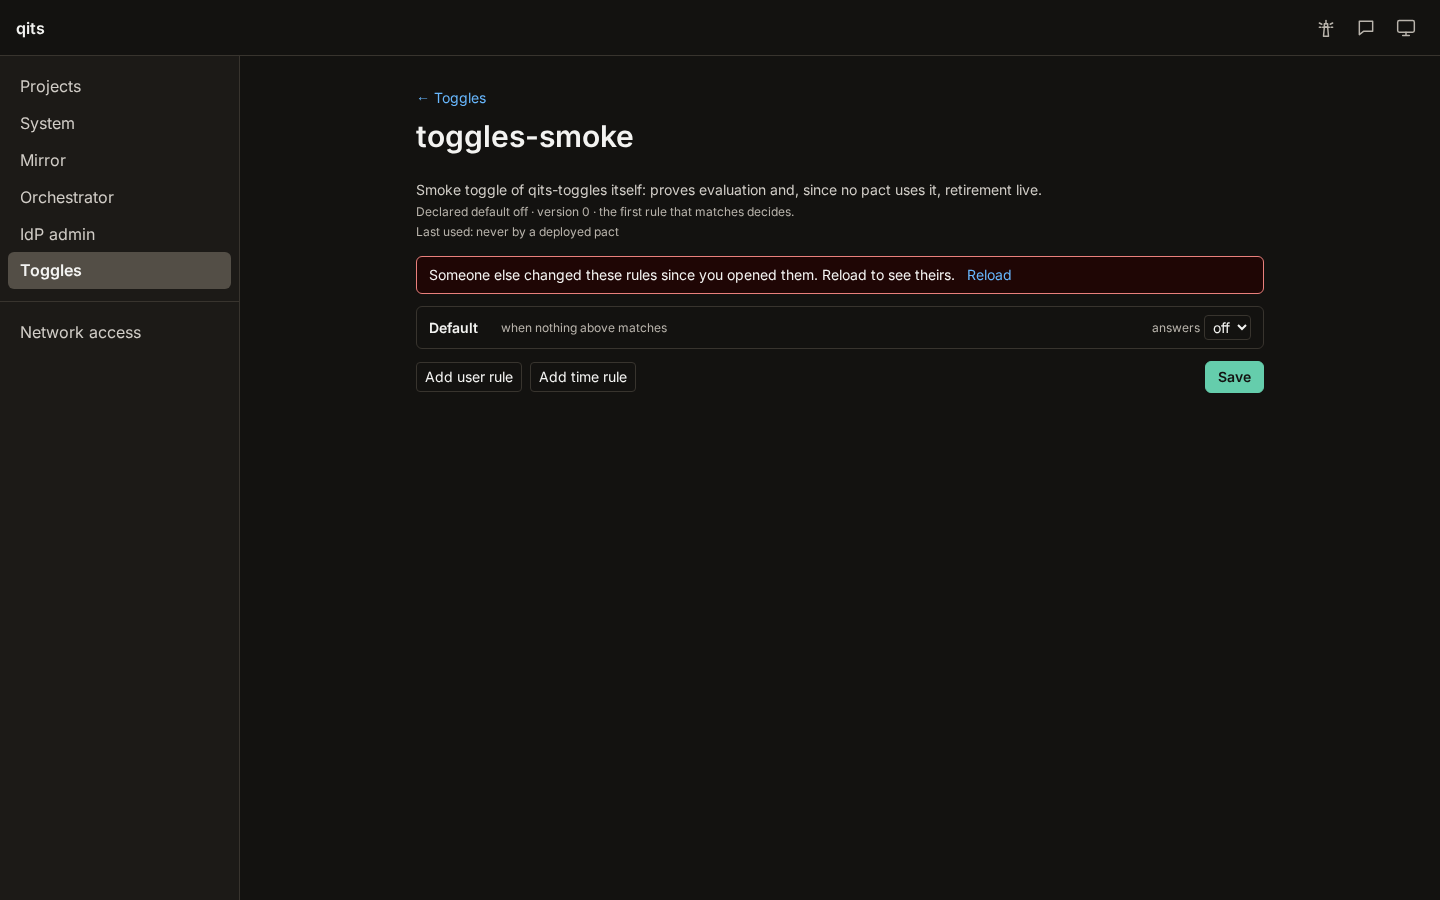 qits
Projects
System
Mirror
Orchestrator
IdP admin
Toggles
Network access
← Toggles
toggles-smoke
Smoke toggle of qits-toggles itself: proves evaluation and, since no pact uses it, retirement live.
Declared default off · version 0 · the first rule that matches decides.
Last used: never by a deployed pact
Someone else changed these rules since you opened them. Reload to see theirs. Reload
Default when nothing above matches answers off
Add user rule Add time rule Save